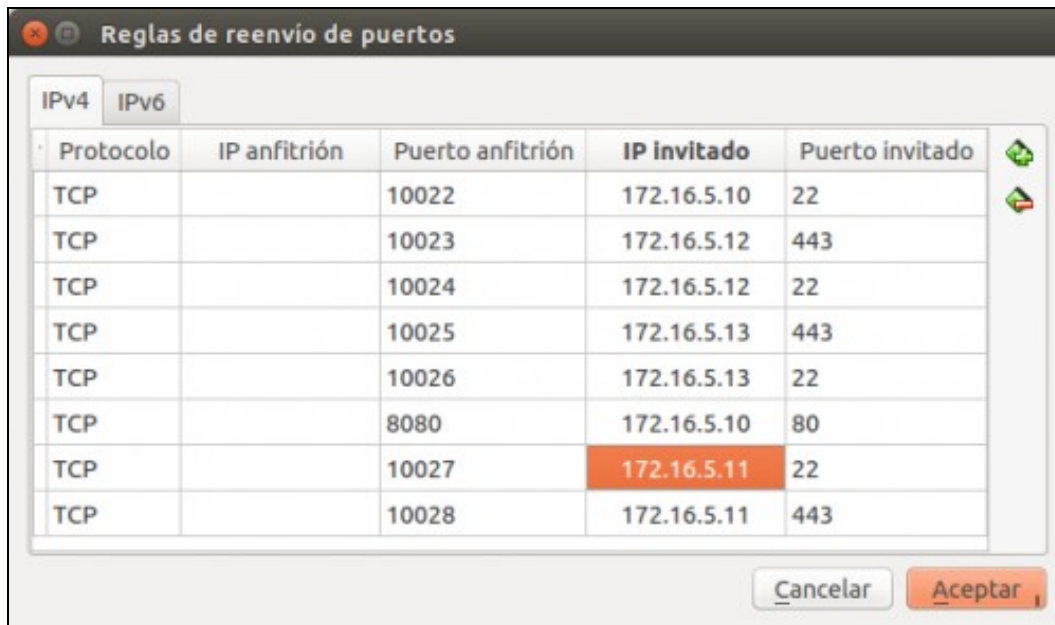 Reglas de reenvío de puertos
IPv4 IPv6
Protocolo IP anfitrión Puerto anfitrión IP invitado Puerto invitado
TCP 10022 172.16.5.10 22
TCP 10023 172.16.5.12 443
TCP 10024 172.16.5.12 22
TCP 10025 172.16.5.13 443
TCP 10026 172.16.5.13 22
TCP 8080 172.16.5.10 80
TCP 10027 172.16.5.11 22
TCP 10028 172.16.5.11 443
Cancelar Aceptar